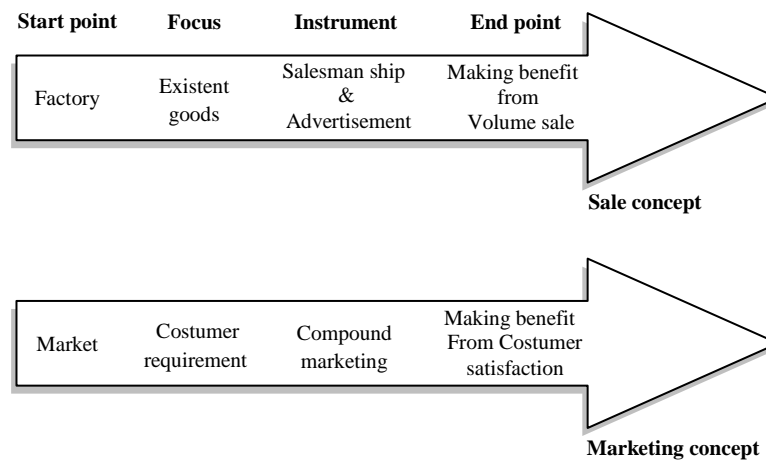 Start point Focus Instrument End point
Factory
Existent
goods
Salesman ship
&
Advertisement
Making benefit
from
Volume sale
Sale concept
Market
Costumer
requirement
Compound
marketing
Making benefit
From Costumer
satisfaction
Marketing concept